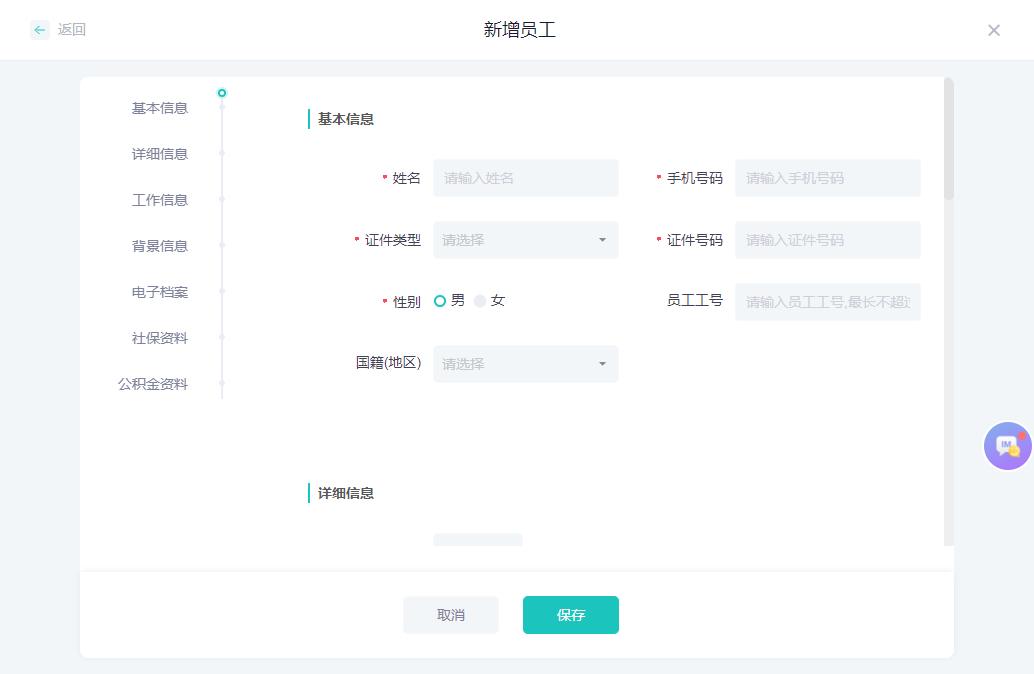 返回
新增员工
基本信息
详细信息
工作信息
背景信息
电子档案
社保资料
公积金资料
基本信息
* 姓名 请输入姓名 * 手机号码 请输入手机号码
* 证件类型 请选择 * 证件号码 请输入证件号码
* 性别 男 女 员工工号 请输入员工工号,最长不超
国籍(地区) 请选择
详细信息
IM
取消 保存